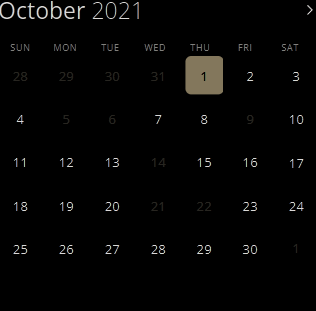 October 2021
SUN MON TUE WED THU FRI SAT
28 29 30 31 1 2 3
4 5 6 7 8 9 10
11 12 13 14 15 16 17
18 19 20 21 22 23 24
25 26 27 28 29 30 1